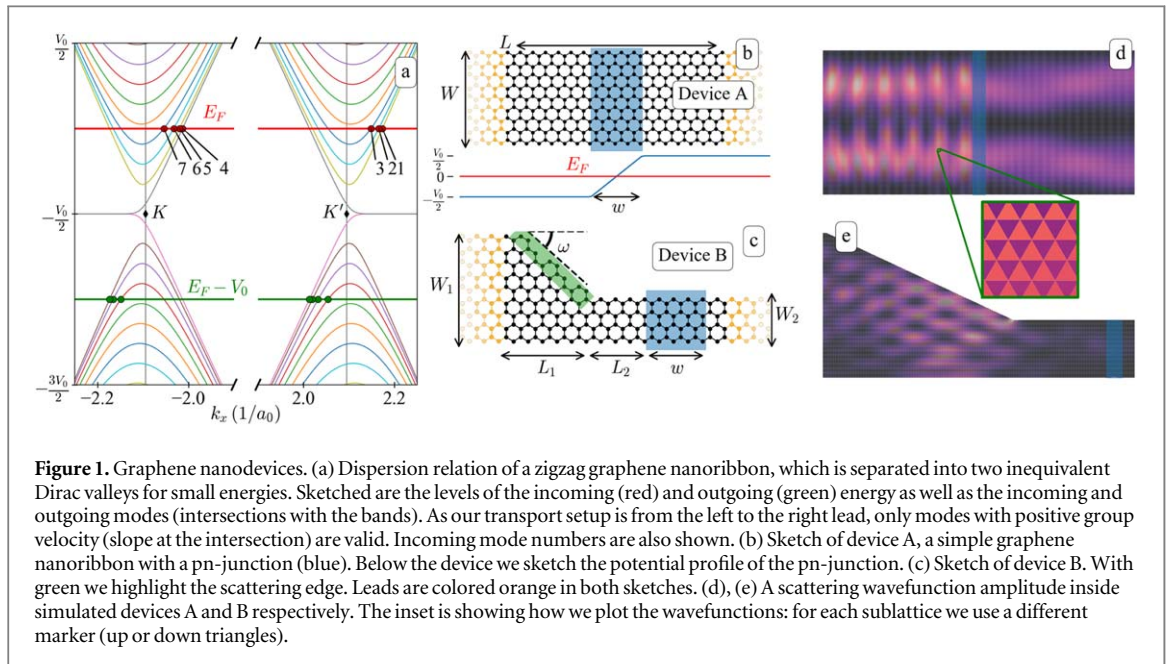 V₀/2
a
E_F
7 6 5 4
3 2 1
-V₀/2
K
K′
E_F − V₀
-3V₀/2
−2.2
−2.0
2.0
2.2
k_x (1/a₀)
L
b
W
Device A
V₀/2
E_F
0
-V₀/2
w
ω
Device B
c
W₁
W₂
L₁
L₂
w
d
e
Figure 1. Graphene nanodevices. (a) Dispersion relation of a zigzag graphene nanoribbon, which is separated into two inequivalent
Dirac valleys for small energies. Sketched are the levels of the incoming (red) and outgoing (green) energy as well as the incoming and
outgoing modes (intersections with the bands). As our transport setup is from the left to the right lead, only modes with positive group
velocity (slope at the intersection) are valid. Incoming mode numbers are also shown. (b) Sketch of device A, a simple graphene
nanoribbon with a pn-junction (blue). Below the device we sketch the potential profile of the pn-junction. (c) Sketch of device B. With
green we highlight the scattering edge. Leads are colored orange in both sketches. (d), (e) A scattering wavefunction amplitude inside
simulated devices A and B respectively. The inset is showing how we plot the wavefunctions: for each sublattice we use a different
marker (up or down triangles).